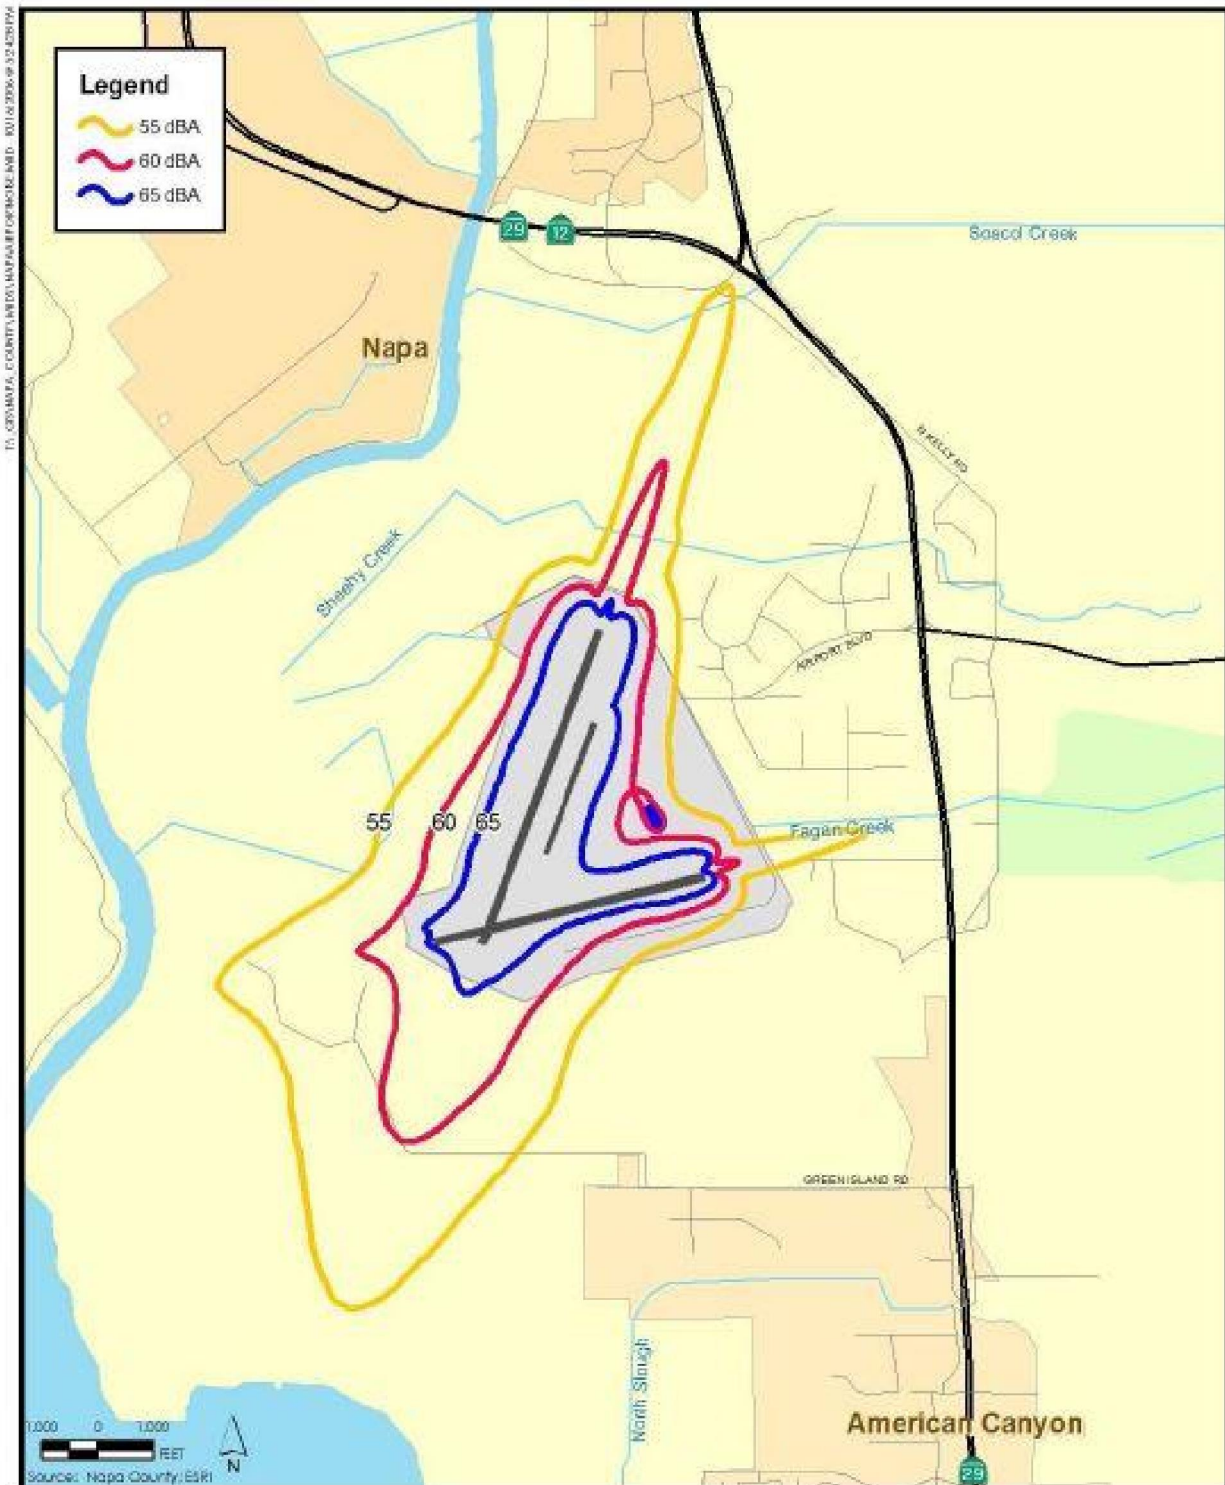 Legend
55 dBA
60 dBA
65 dBA
29
12
Soscol Creek
Napa
S KELLY RD
Sheehy Creek
AIRPORT BLVD
55
60
65
Fagan Creek
GREEN ISLAND RD
North Slough
American Canyon
29
1,000 0 1,000
FEET
N
Source: Napa County, ESRI